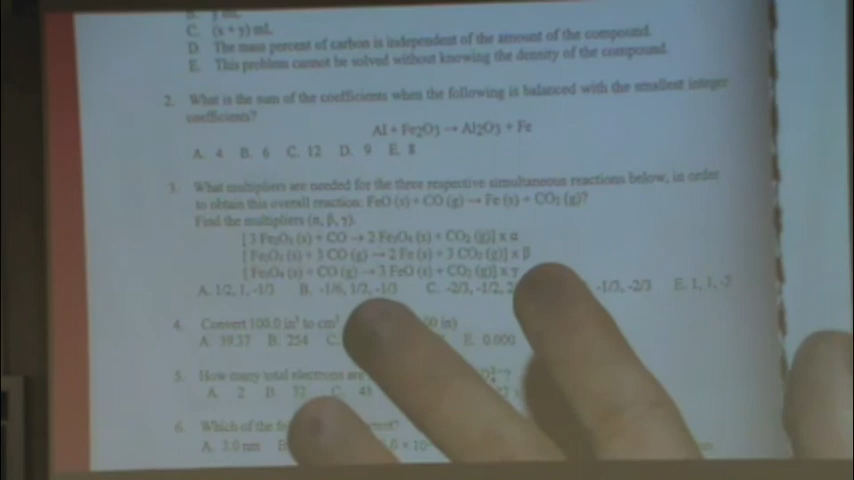 B. y mL
C. (x + y) mL
D. The mass percent of carbon is independent of the amount of the compound.
E. This problem cannot be solved without knowing the density of the compound.
2. What is the sum of the coefficients when the following is balanced with the smallest integer
coefficients?
Al + Fe2O3 → Al2O3 + Fe
A. 4 B. 6 C. 12 D. 9 E. 8
3. What multipliers are needed for the three respective simultaneous reactions below, in order
to obtain this overall reaction: FeO (s) + CO (g) → Fe (s) + CO2 (g)?
Find the multipliers (α, β, γ).
[ 3 Fe2O3 (s) + CO → 2 Fe3O4 (s) + CO2 (g)] x α
[ Fe2O3 (s) + 3 CO (g) → 2 Fe (s) + 3 CO2 (g)] x β
[ Fe3O4 (s) + CO (g) → 3 FeO (s) + CO2 (g)] x γ
A. 1/2, 1, -1/3 B. -1/6, 1/2, -1/3 C. -2/3, -1/2, -1/3, -2/3 E. 1, 1, -2
4. Convert 100.0 in3 to cm3 in)
A. 39.37 B. 254 C. E. 0.000
5. How many total electrons are
A. 2 B. 32 C. 48
6. Which of the
A. 3.0 nm